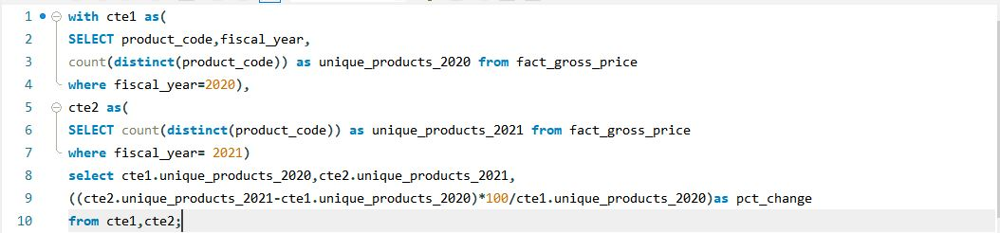 1 with cte1 as(
2 SELECT product_code,fiscal_year,
3 count(distinct(product_code)) as unique_products_2020 from fact_gross_price
4 where fiscal_year=2020),
5 cte2 as(
6 SELECT count(distinct(product_code)) as unique_products_2021 from fact_gross_price
7 where fiscal_year= 2021)
8 select cte1.unique_products_2020,cte2.unique_products_2021,
9 ((cte2.unique_products_2021-cte1.unique_products_2020)*100/cte1.unique_products_2020)as pct_change
10 from cte1,cte2;